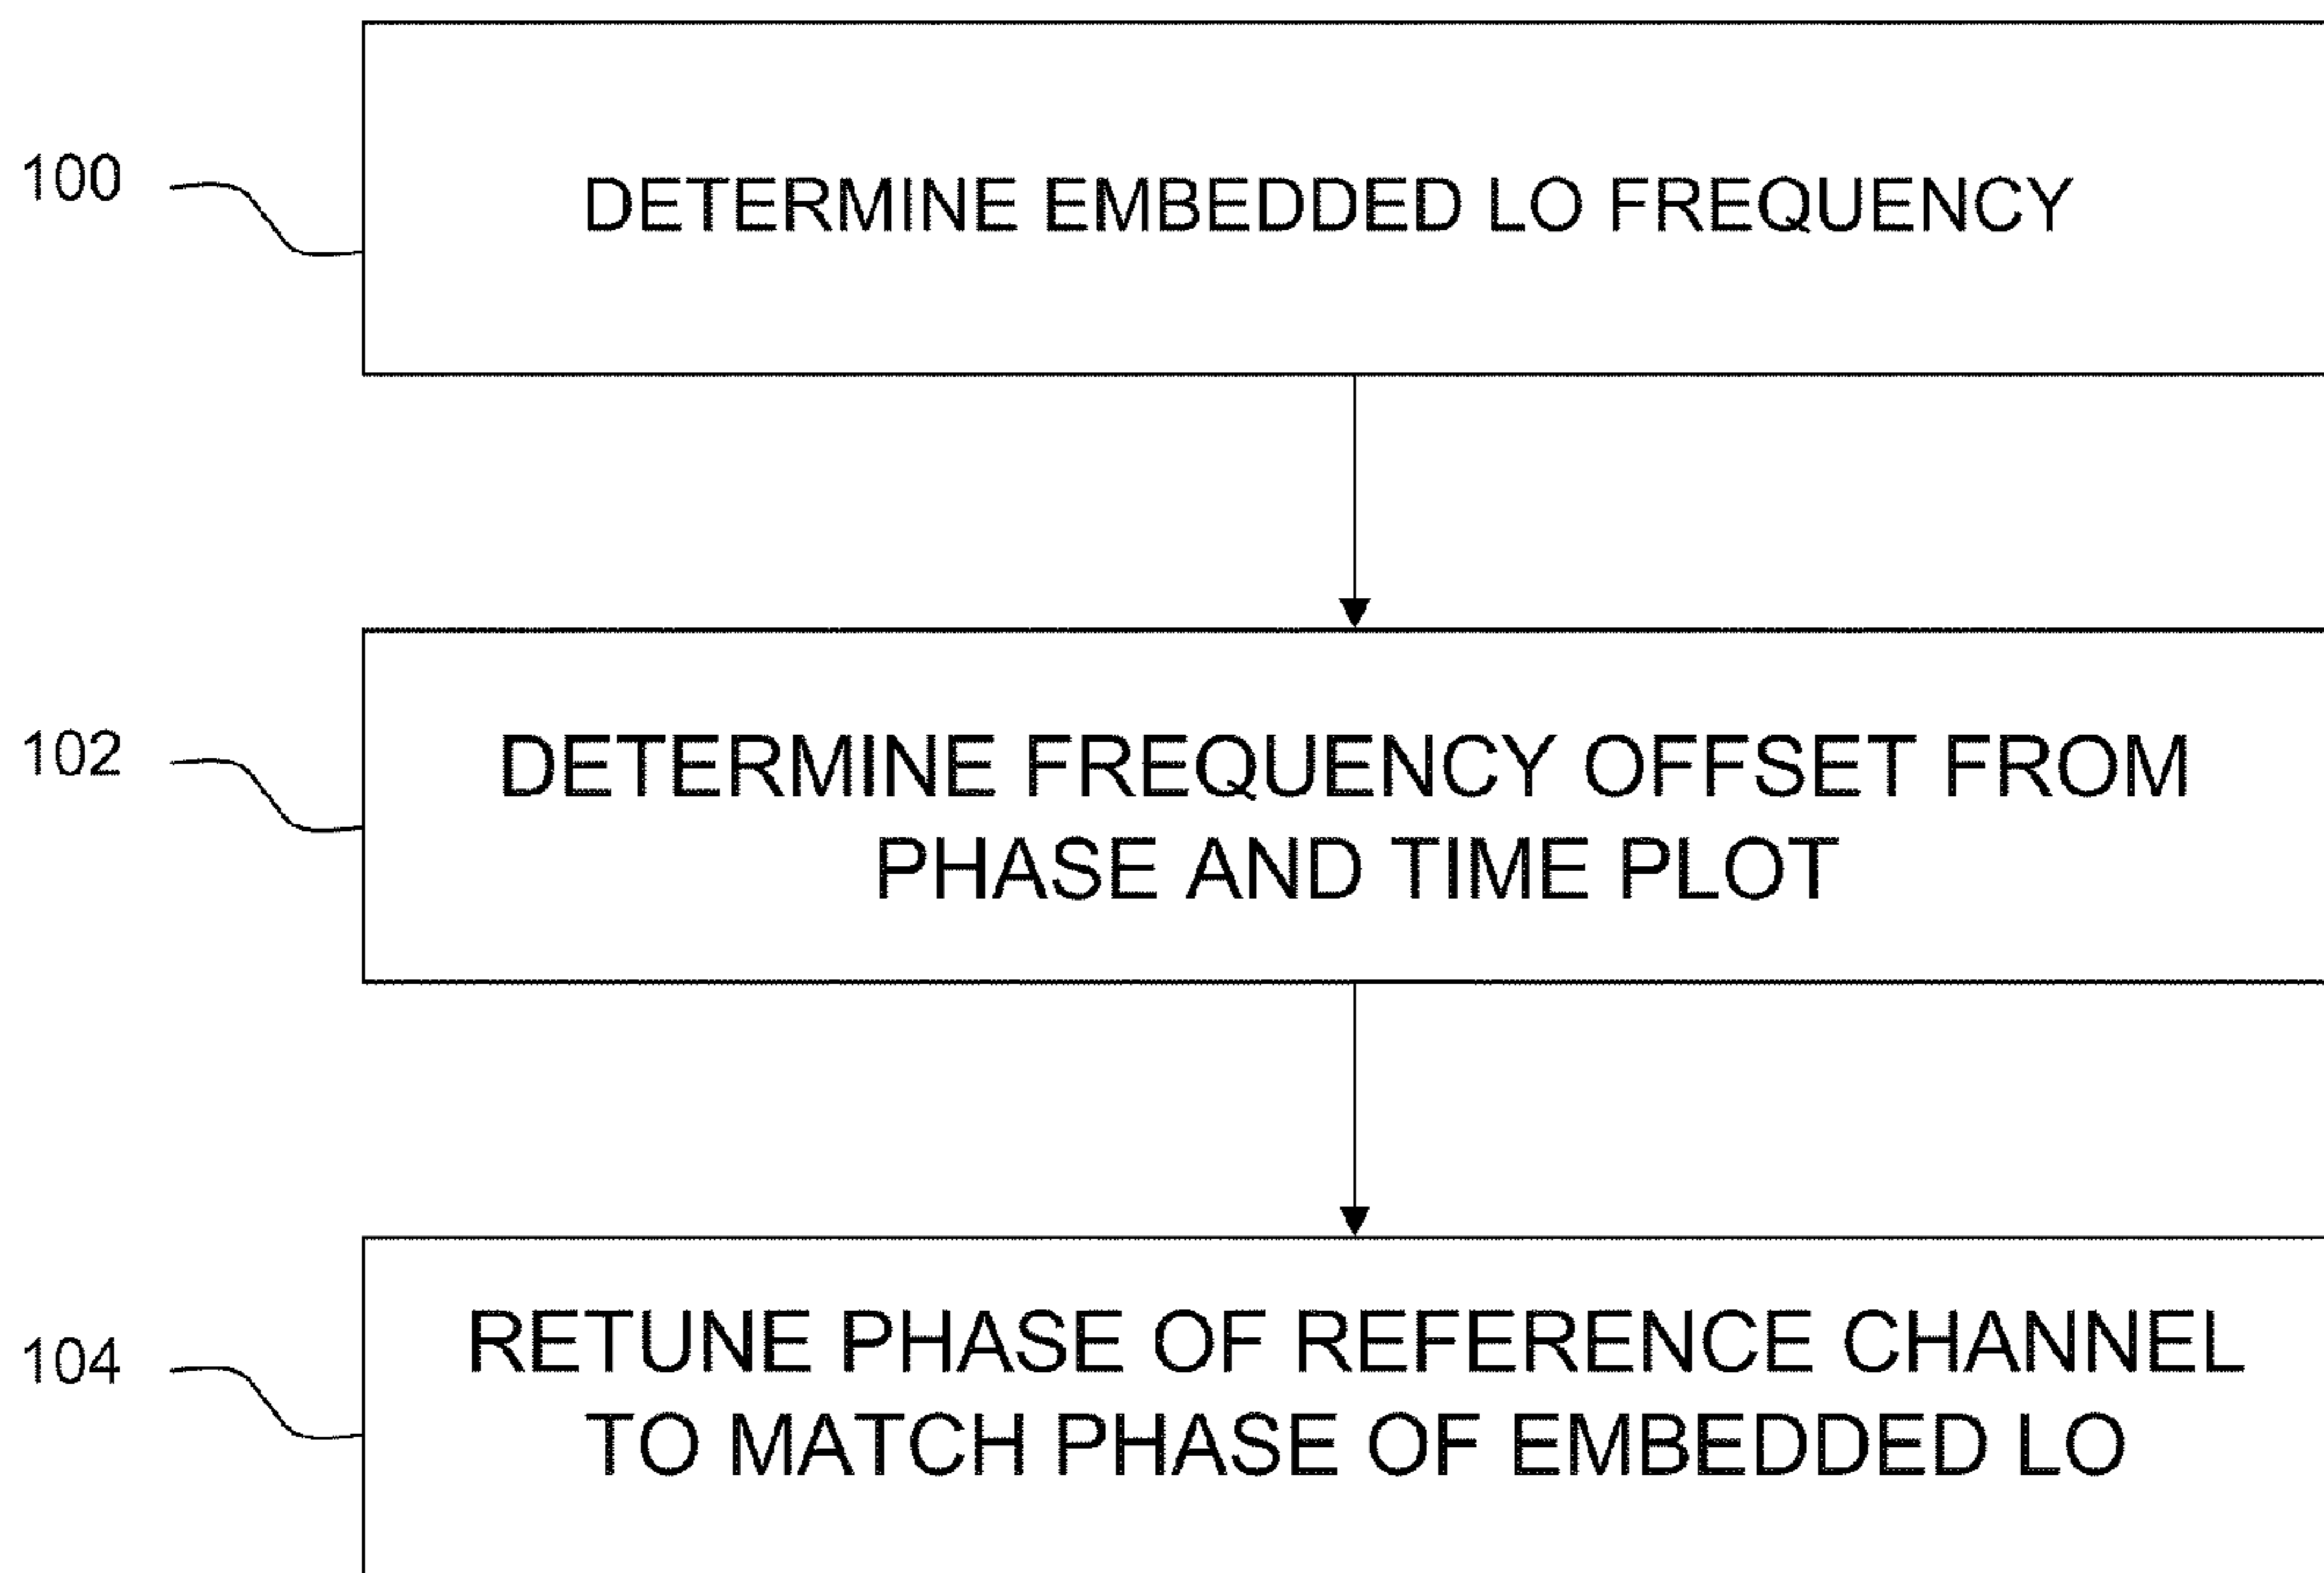 100
DETERMINE EMBEDDED LO FREQUENCY
102
DETERMINE FREQUENCY OFFSET FROM
PHASE AND TIME PLOT
104
RETUNE PHASE OF REFERENCE CHANNEL
TO MATCH PHASE OF EMBEDDED LO